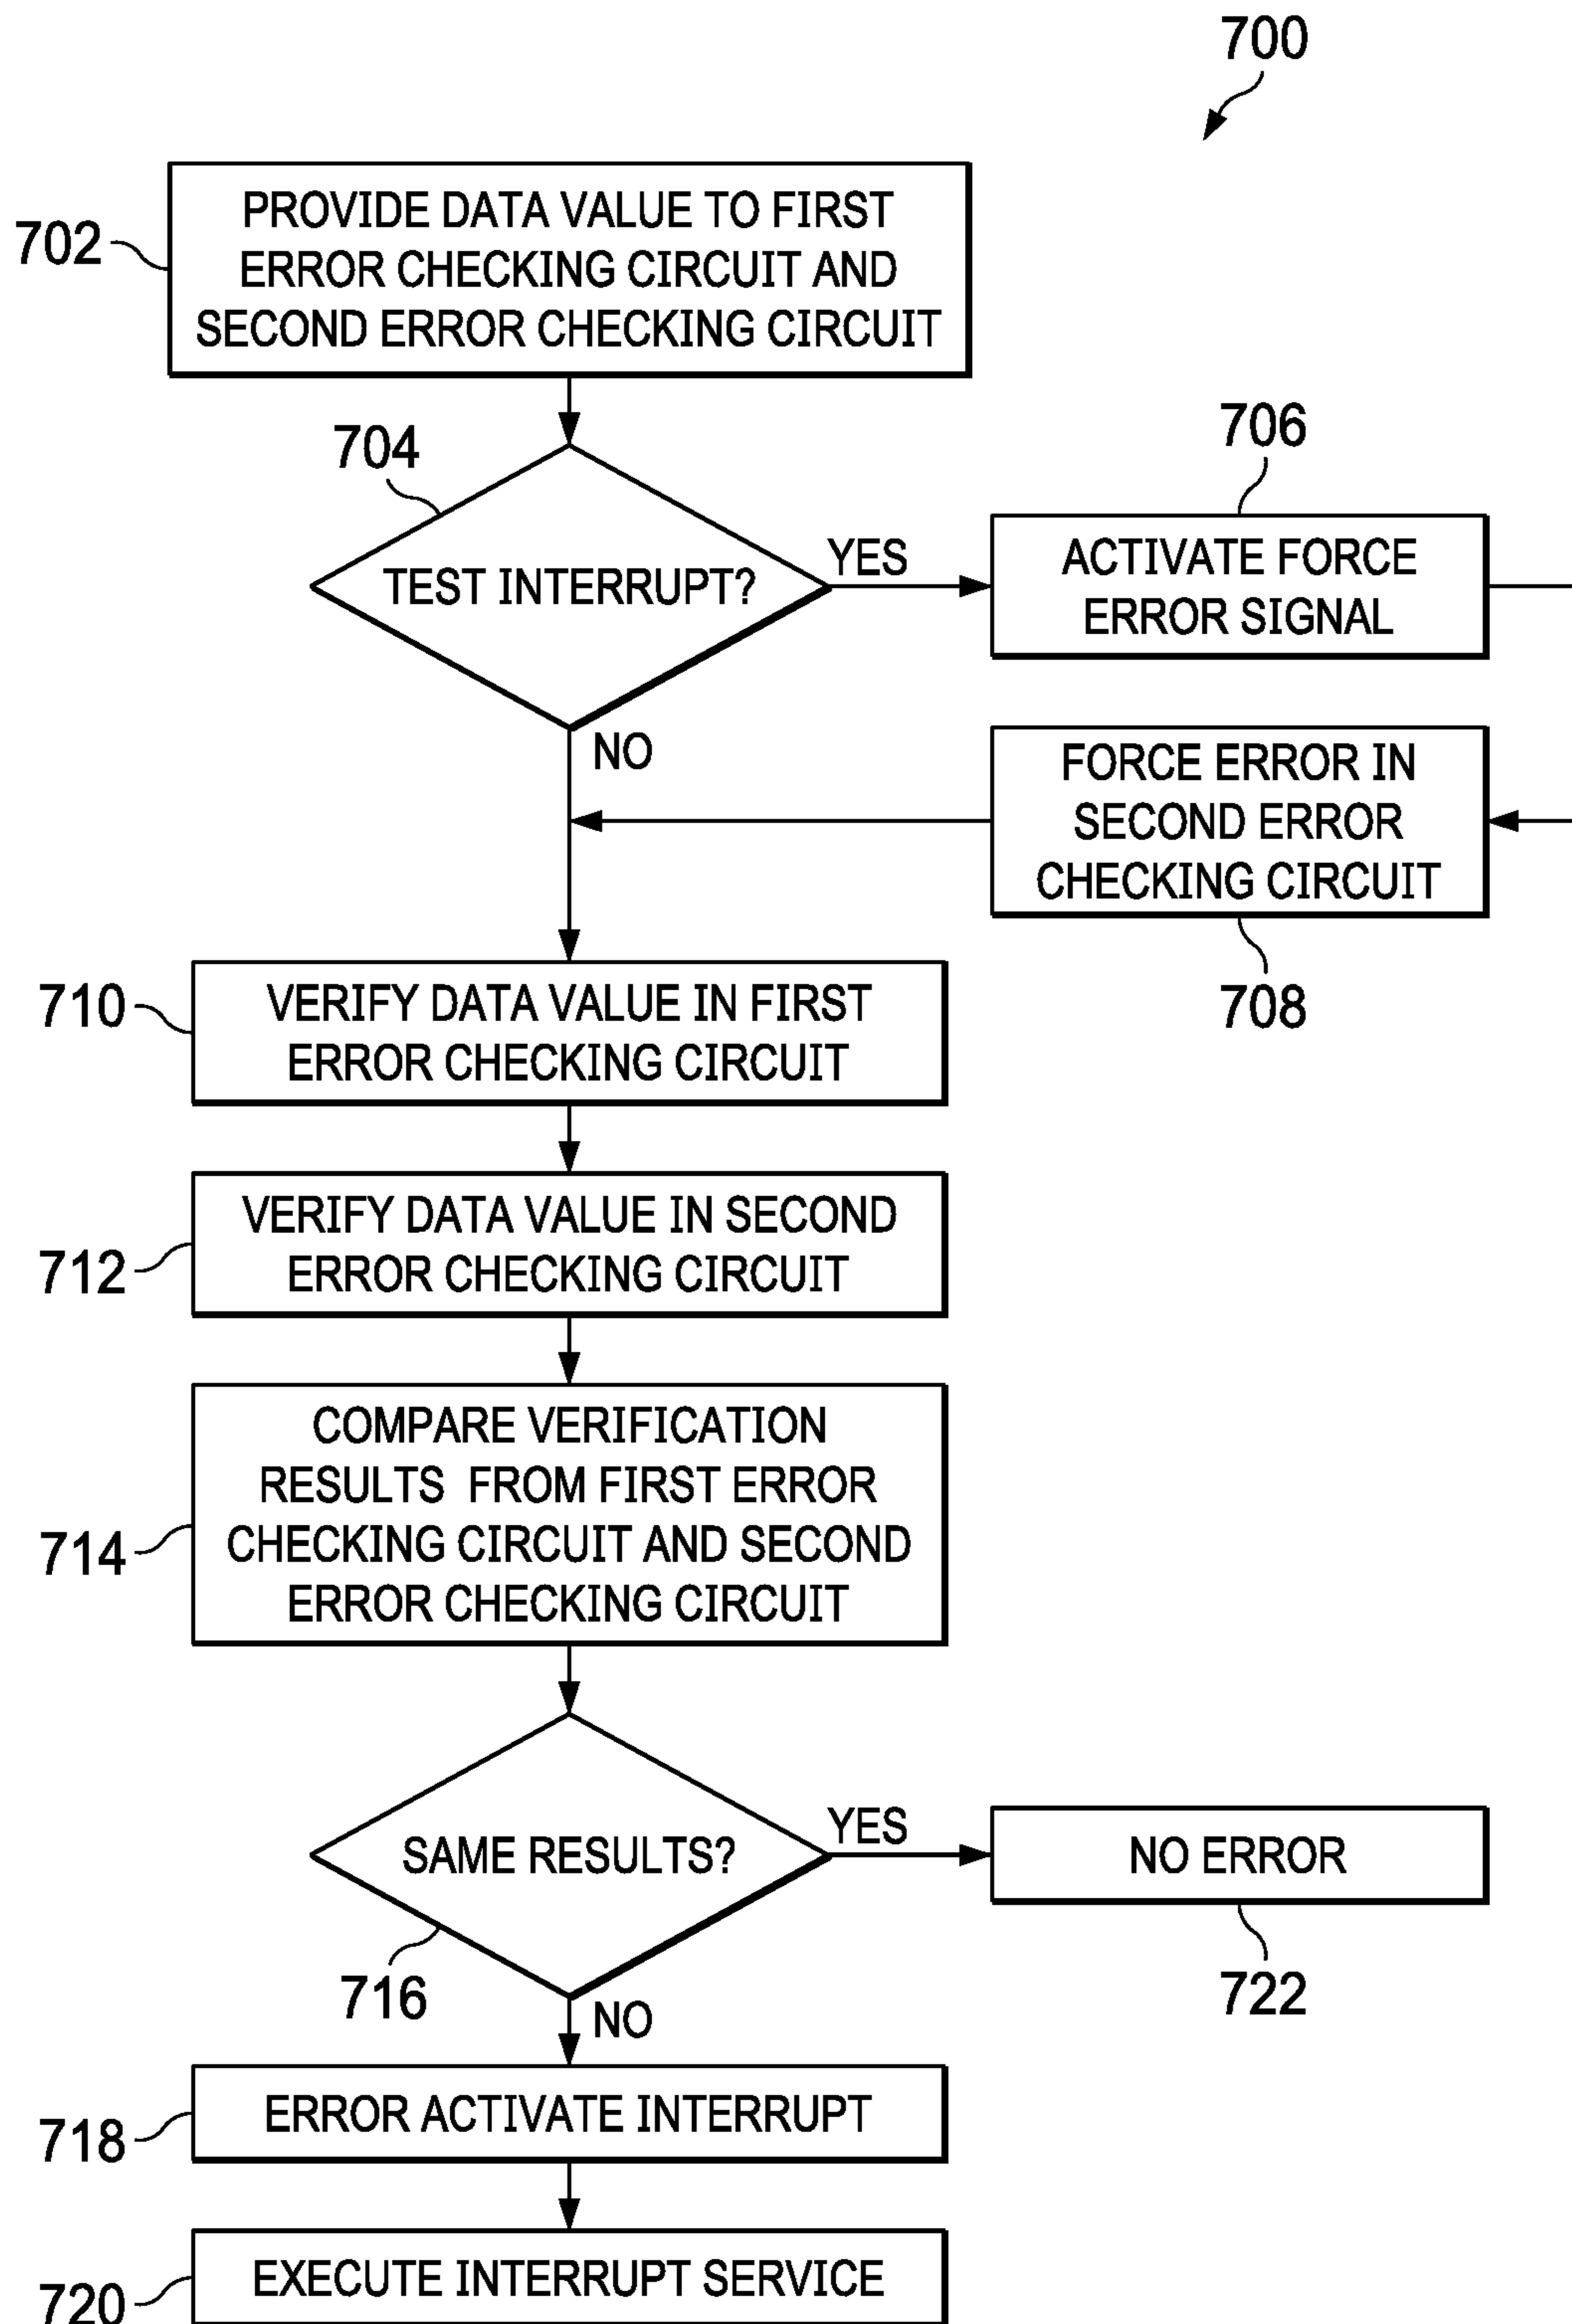 700
702
PROVIDE DATA VALUE TO FIRST
ERROR CHECKING CIRCUIT AND
SECOND ERROR CHECKING CIRCUIT
704
TEST INTERRUPT?
YES
NO
706
ACTIVATE FORCE
ERROR SIGNAL
FORCE ERROR IN
SECOND ERROR
CHECKING CIRCUIT
708
710
VERIFY DATA VALUE IN FIRST
ERROR CHECKING CIRCUIT
712
VERIFY DATA VALUE IN SECOND
ERROR CHECKING CIRCUIT
714
COMPARE VERIFICATION
RESULTS FROM FIRST ERROR
CHECKING CIRCUIT AND SECOND
ERROR CHECKING CIRCUIT
SAME RESULTS?
716
YES
NO
NO ERROR
722
718
ERROR ACTIVATE INTERRUPT
720
EXECUTE INTERRUPT SERVICE